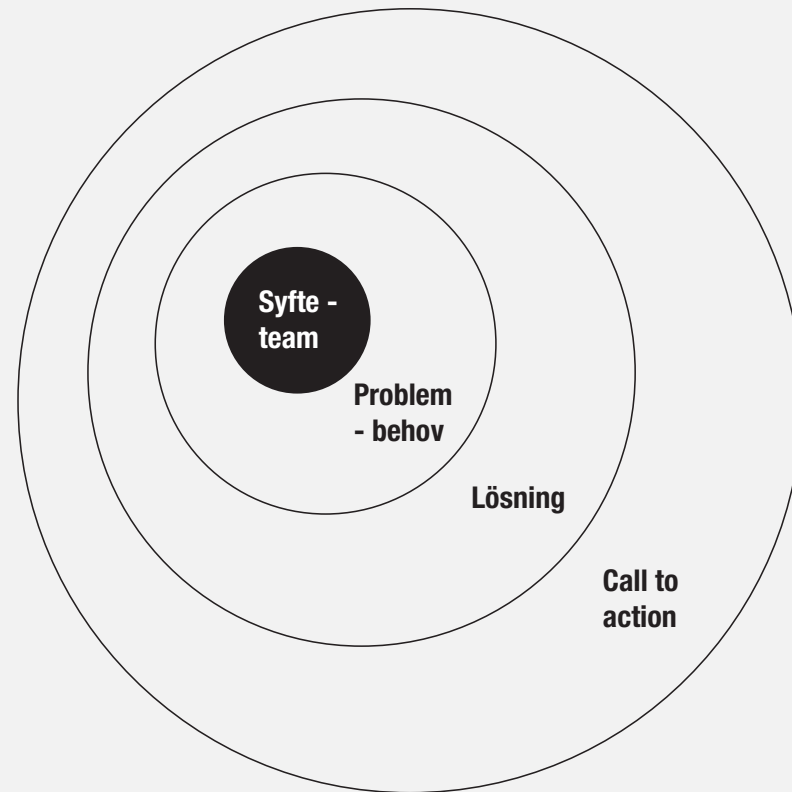 Syfte -
team
Problem
- behov
Lösning
Call to
action